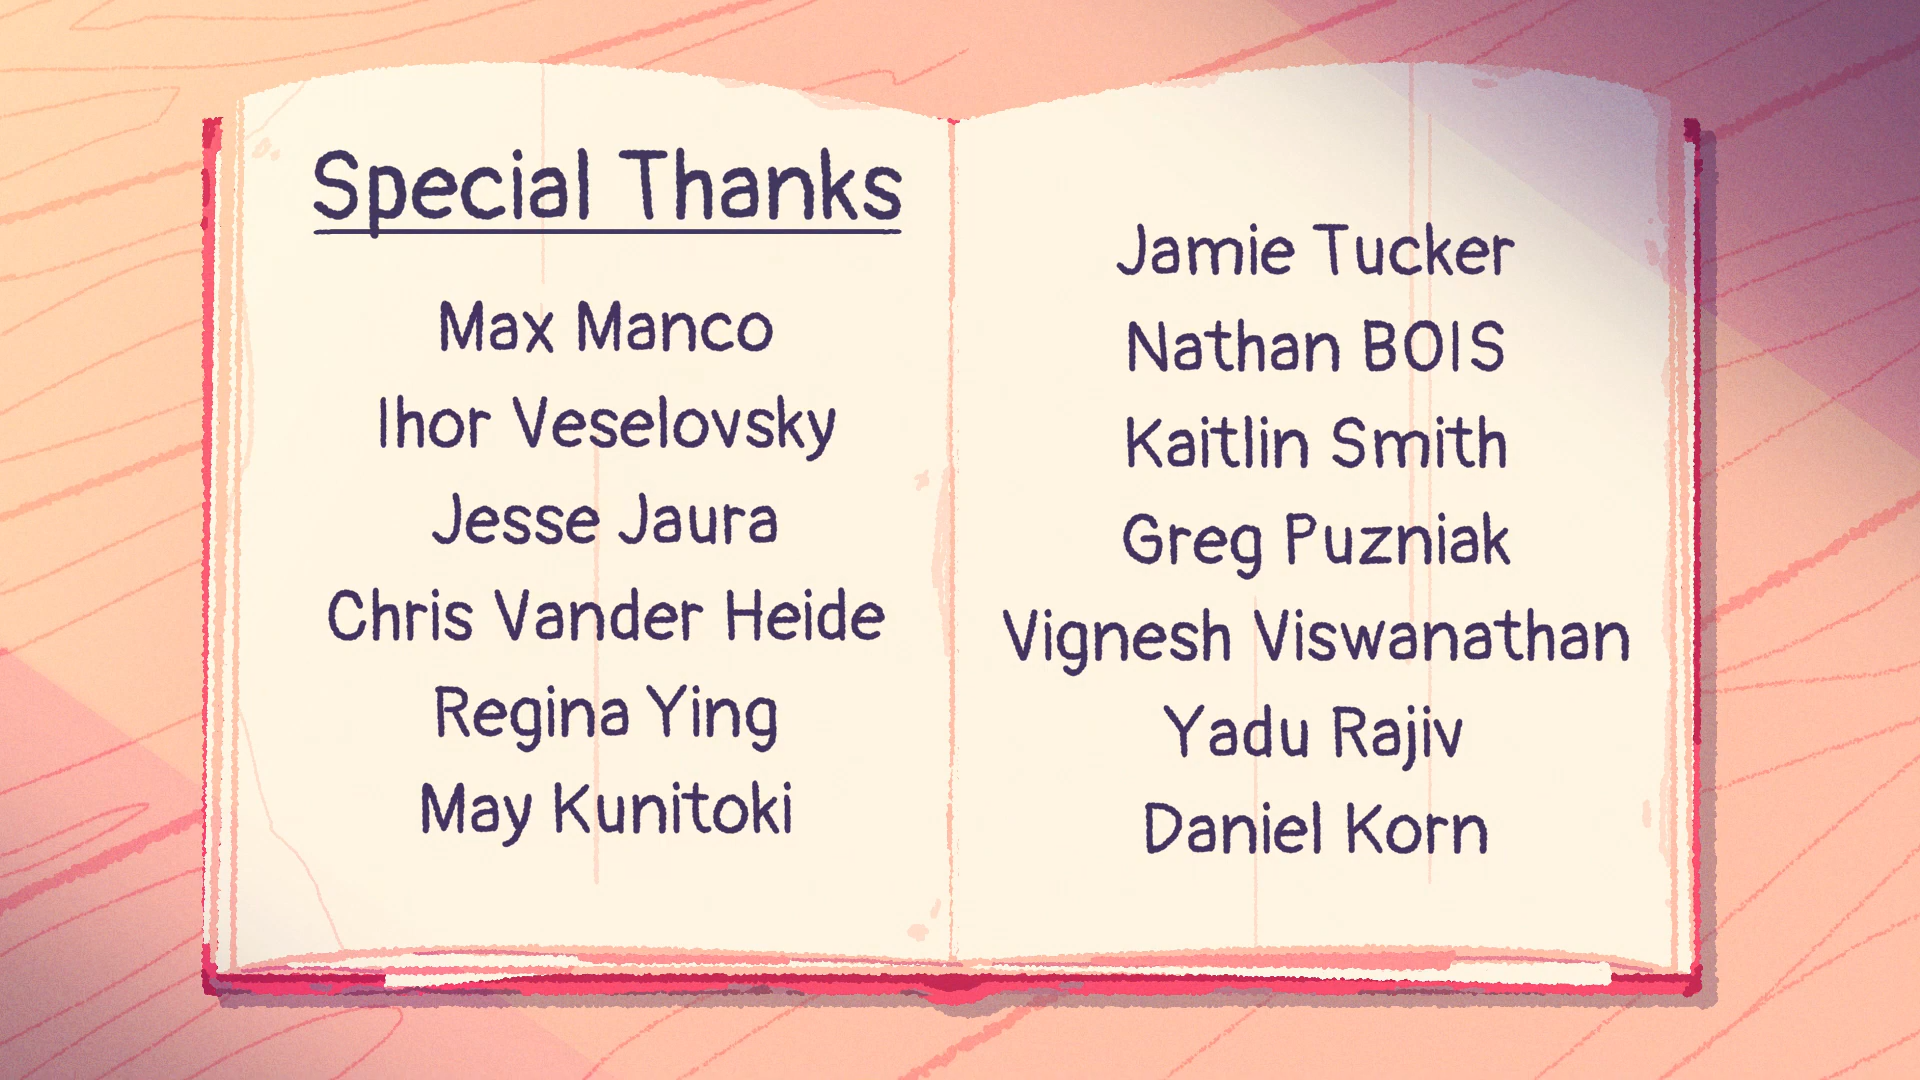 Special Thanks
Max Manco
Ihor Veselovsky
Jesse Jaura
Chris Vander Heide
Regina Ying
May Kunitoki
Jamie Tucker
Nathan BOIS
Kaitlin Smith
Greg Puzniak
Vignesh Viswanathan
Yadu Rajiv
Daniel Korn